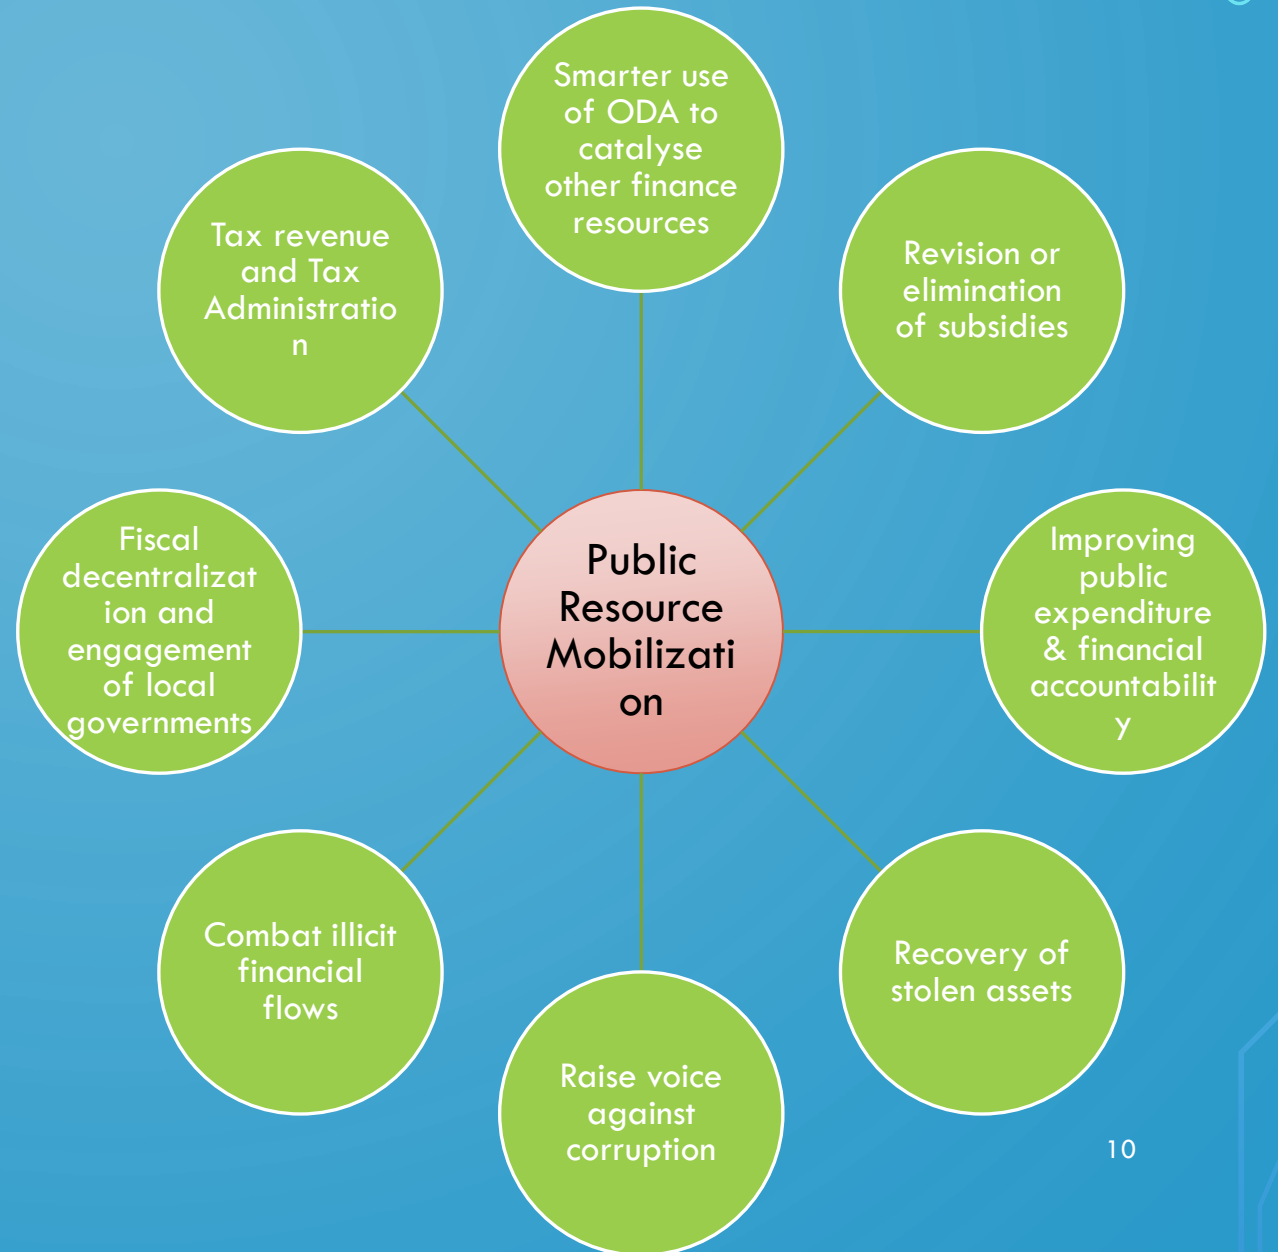 Smarter use
of ODA to
catalyse
other finance
resources
Revision or
elimination
of subsidies
Improving
public
expenditure
& financial
accountabilit
y
Recovery of
stolen assets
Raise voice
against
corruption
Combat illicit
financial
flows
Fiscal
decentralizat
ion and
engagement
of local
governments
Tax revenue
and Tax
Administratio
n
Public
Resource
Mobilizati
on
10